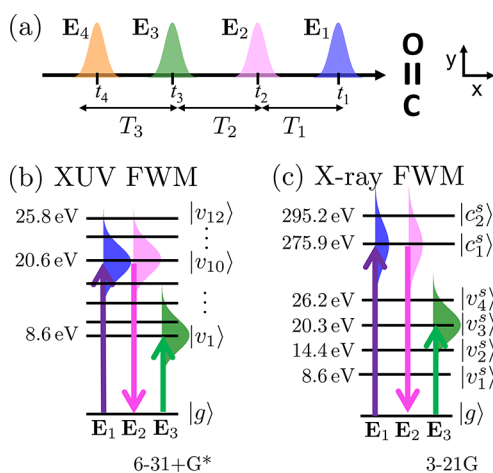 (a)
E₄ E₃ E₂ E₁
O
C
y
x
t₄ t₃ t₂ t₁
T₃ T₂ T₁
(b) XUV FWM
25.8 eV |v₁₂⟩
⋮
20.6 eV |v₁₀⟩
⋮
8.6 eV |v₁⟩
|g⟩
E₁ E₂ E₃
6-31+G*
(c) X-ray FWM
295.2 eV |c₂ˢ⟩
275.9 eV |c₁ˢ⟩
26.2 eV |v₄ˢ⟩
20.3 eV |v₃ˢ⟩
14.4 eV |v₂ˢ⟩
8.6 eV |v₁ˢ⟩
|g⟩
E₁ E₂ E₃
3-21G